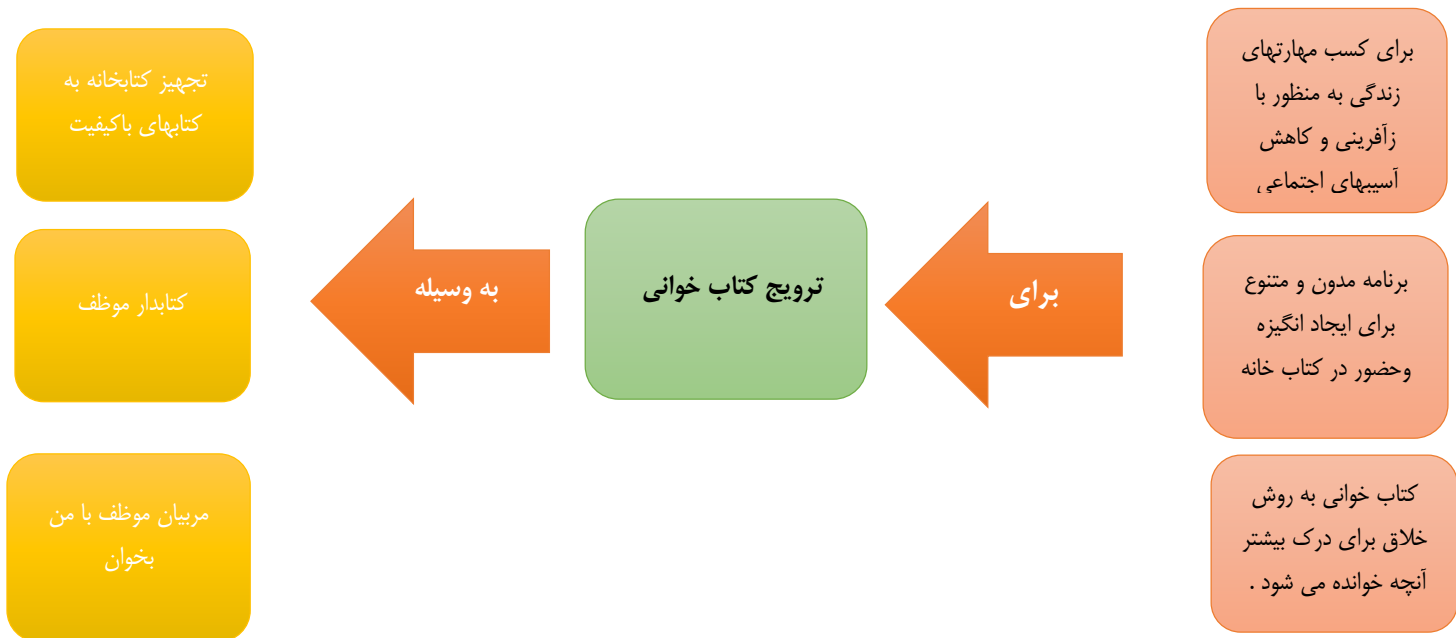 برای کسب مهارتهای
زندگی به منظور با
زآفرینی و کاهش
آسیبهای اجتماعی
برنامه مدون و متنوع
برای ایجاد انگیزه
وحضور در کتاب خانه
کتاب خوانی به روش
خلاق برای درک بیشتر
آنچه خوانده می شود .
برای
ترویج کتاب خوانی
به وسیله
تجهیز کتابخانه به
کتابهای باکیفیت
کتابدار موظف
مربیان موظف با من
بخوان